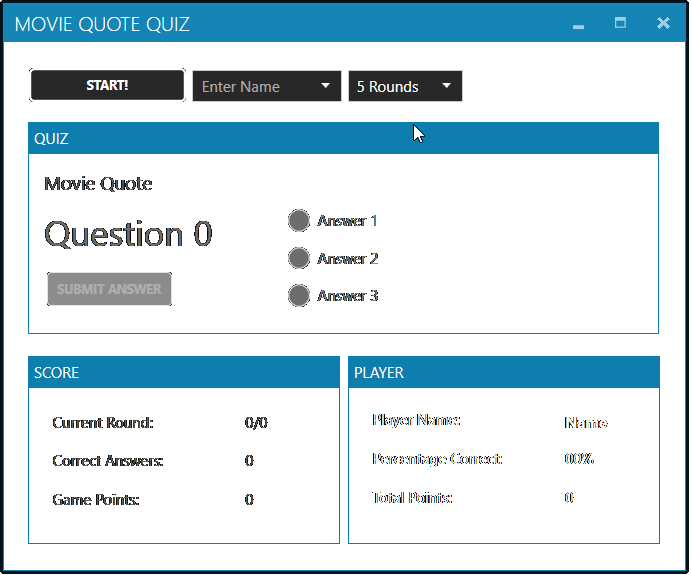 MOVIE QUOTE QUIZ
START!
Enter Name
5 Rounds
QUIZ
Movie Quote
Question 0
Answer 1
Answer 2
SUBMIT ANSWER
Answer 3
SCORE
Current Round: 0/0
Correct Answers: 0
Game Points: 0
PLAYER
Player Name: Name
Percentage Correct: 00%
Total Points: 0